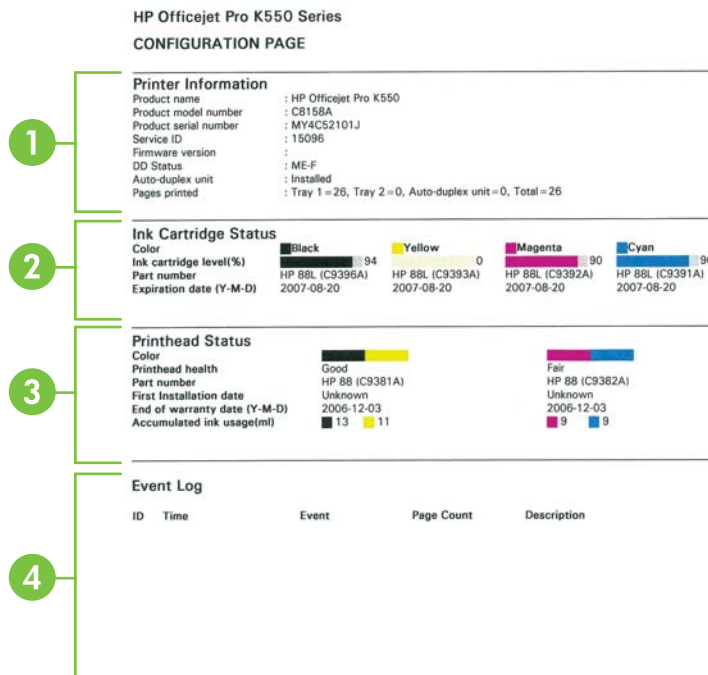 HP Officejet Pro K550 Series
CONFIGURATION PAGE
1
Printer Information
Product name : HP Officejet Pro K550
Product model number : C8158A
Product serial number : MY4C52101J
Service ID : 15096
Firmware version :
DD Status : ME-F
Auto-duplex unit : Installed
Pages printed : Tray 1=26, Tray 2=0, Auto-duplex unit=0, Total=26
2
Ink Cartridge Status
Color Black Yellow Magenta Cyan
Ink cartridge level(%) 94 0 90
Part number HP 88L (C9396A) HP 88L (C9393A) HP 88L (C9392A) HP 88L (C9391A)
Expiration date (Y-M-D) 2007-08-20 2007-08-20 2007-08-20 2007-08-20
3
Printhead Status
Color
Printhead health Good Fair
Part number HP 88 (C9381A) HP 88 (C9382A)
First Installation date Unknown Unknown
End of warranty date (Y-M-D) 2006-12-03 2006-12-03
Accumulated ink usage(ml) 13 11 9 9
4
Event Log
ID Time Event Page Count Description